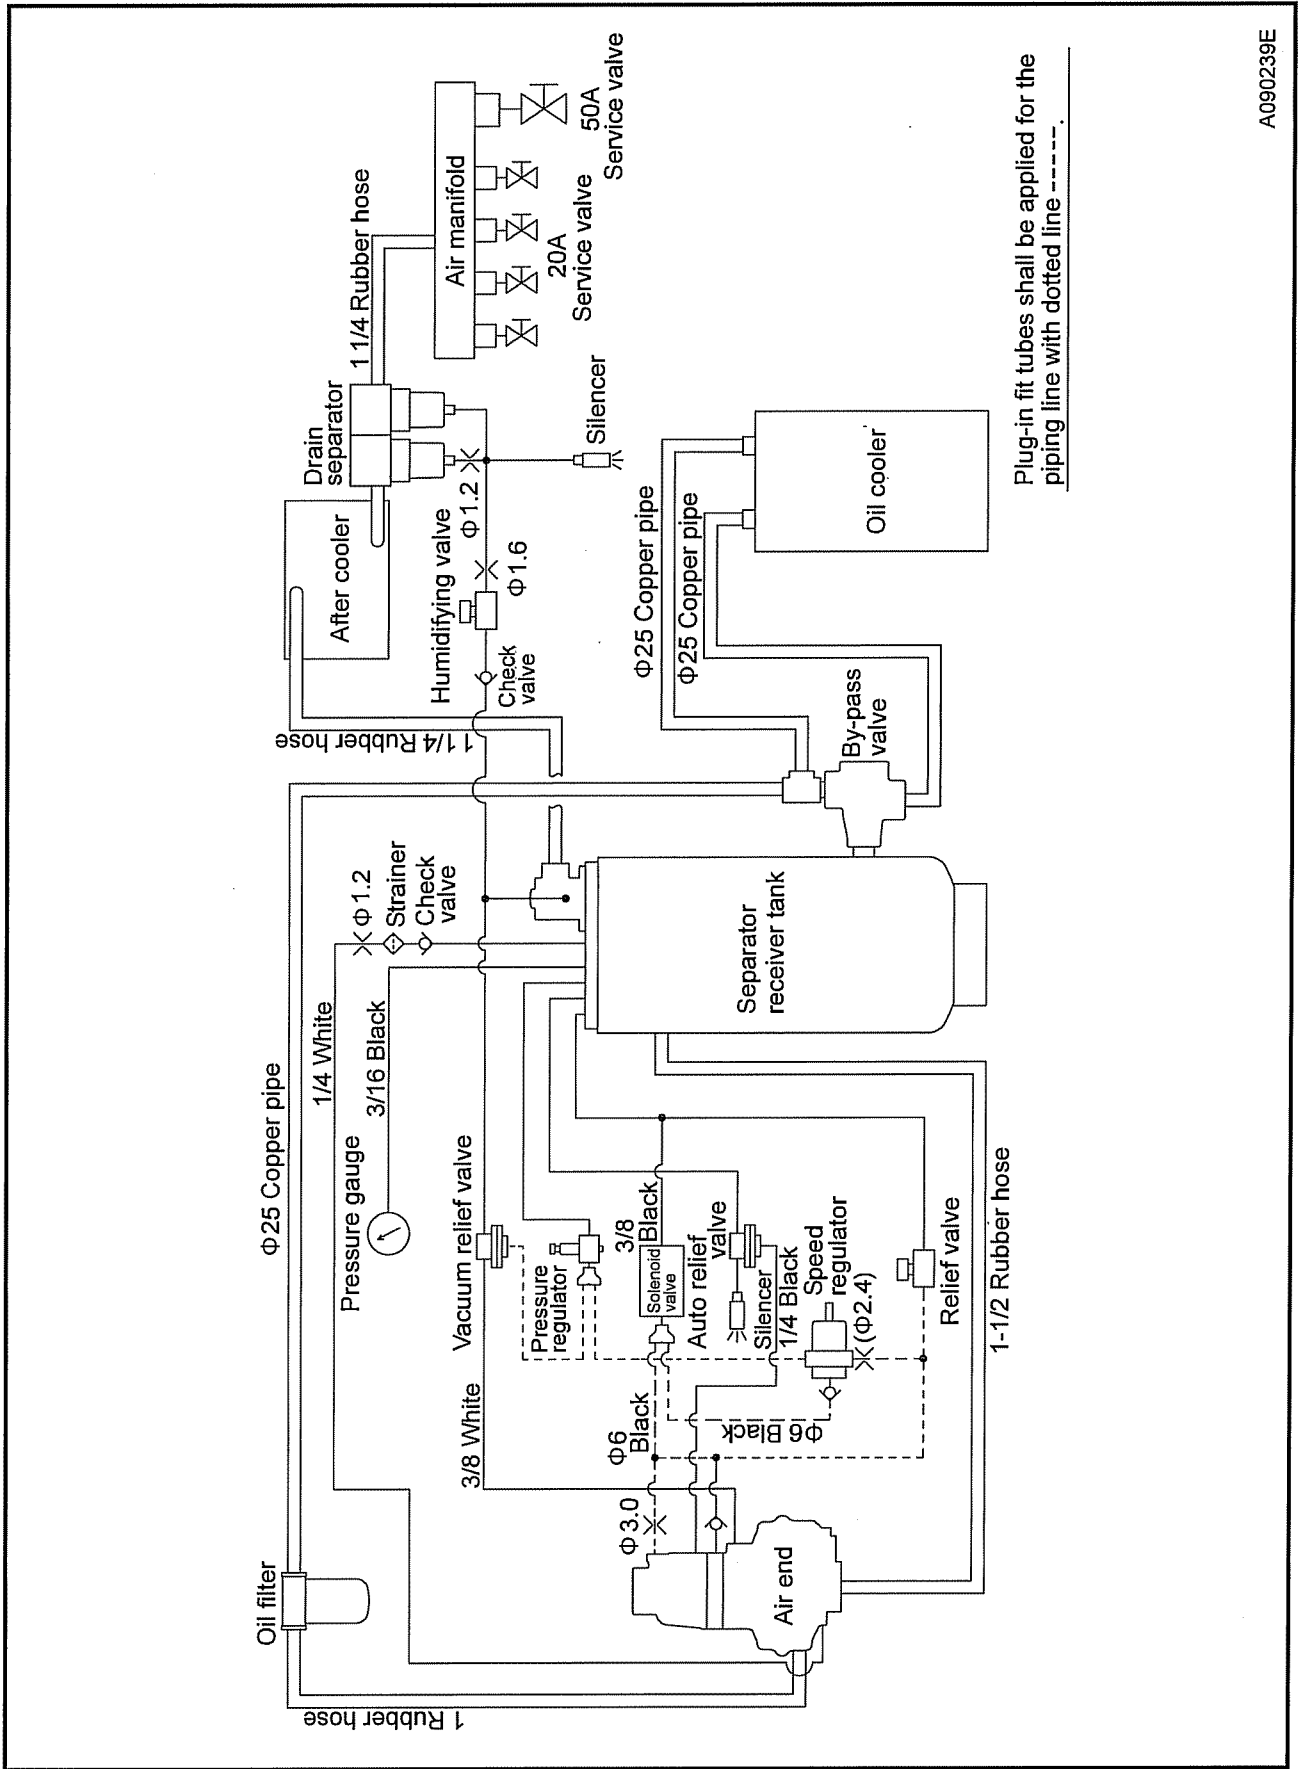 Oil filter
Φ25 Copper pipe
1 Rubber hose
1/4 White
Pressure gauge
3/16 Black
Φ1.2
Strainer
Check
valve
1 1/4 Rubber hose
After cooler
Drain
separator
1 1/4 Rubber hose
Air manifold
20A
Service valve
50A
Service valve
Humidifying valve
Φ1.2
Φ1.6
Check
valve
Silencer
Vacuum relief valve
3/8 White
Pressure
regulator
3/8
Black
Solenoid
valve
Auto relief
valve
Silencer
1/4 Black
Speed
regulator
(Φ2.4)
Φ6
Black
Φ6 Black
Φ3.0
Air end
Relief valve
1-1/2 Rubber hose
Separator
receiver tank
By-pass
valve
Φ25 Copper pipe
Φ25 Copper pipe
Oil cooler
Plug-in fit tubes shall be applied for the
piping line with dotted line -----.
A090239E